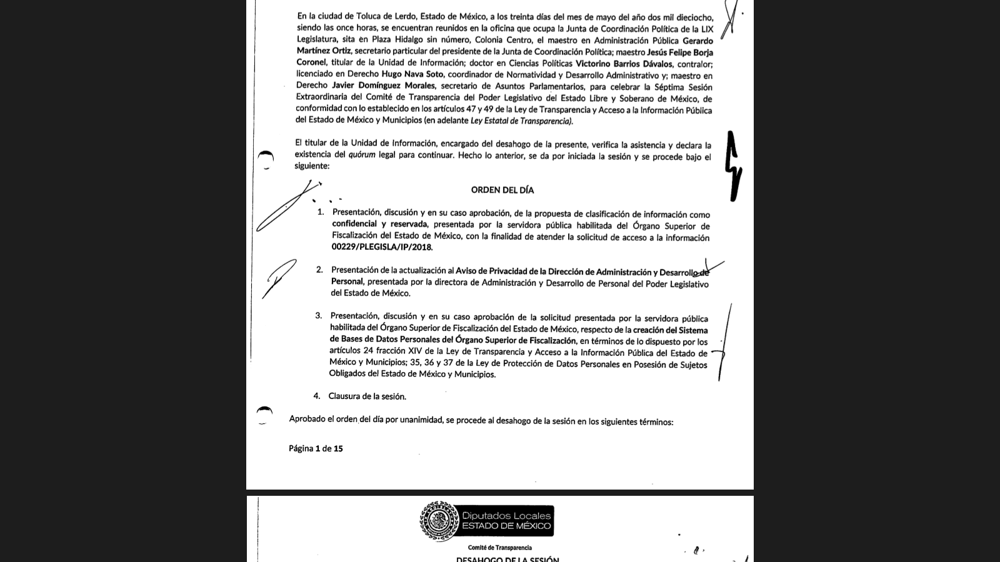 En la ciudad de Toluca de Lerdo, Estado de México, a los treinta días del mes de mayo del año dos mil dieciocho,
siendo las once horas, se encuentran reunidos en la oficina que ocupa la Junta de Coordinación Política de la LIX
Legislatura, sita en Plaza Hidalgo sin número, Colonia Centro, el maestro en Administración Pública Gerardo
Martínez Ortiz, secretario particular del presidente de la Junta de Coordinación Política; maestro Jesús Felipe Borja
Coronel, titular de la Unidad de Información; doctor en Ciencias Políticas Victorino Barrios Dávalos, contralor;
licenciado en Derecho Hugo Nava Soto, coordinador de Normatividad y Desarrollo Administrativo y; maestro en
Derecho Javier Domínguez Morales, secretario de Asuntos Parlamentarios, para celebrar la Séptima Sesión
Extraordinaria del Comité de Transparencia del Poder Legislativo del Estado Libre y Soberano de México, de
conformidad con lo establecido en los artículos 47 y 49 de la Ley de Transparencia y Acceso a la Información Pública
del Estado de México y Municipios (en adelante Ley Estatal de Transparencia).
El titular de la Unidad de Información, encargado del desahogo de la presente, verifica la asistencia y declara la
existencia del quórum legal para continuar. Hecho lo anterior, se da por iniciada la sesión y se procede bajo el
siguiente:
ORDEN DEL DÍA
1. Presentación, discusión y en su caso aprobación, de la propuesta de clasificación de información como
confidencial y reservada, presentada por la servidora pública habilitada del Órgano Superior de
Fiscalización del Estado de México, con la finalidad de atender la solicitud de acceso a la información
00229/PLEGISLA/IP/2018.
2. Presentación de la actualización al Aviso de Privacidad de la Dirección de Administración y Desarrollo de
Personal, presentada por la directora de Administración y Desarrollo de Personal del Poder Legislativo
del Estado de México.
3. Presentación, discusión y en su caso aprobación de la solicitud presentada por la servidora pública
habilitada del Órgano Superior de Fiscalización del Estado de México, respecto de la creación del Sistema
de Bases de Datos Personales del Órgano Superior de Fiscalización, en términos de lo dispuesto por los
artículos 24 fracción XIV de la Ley de Transparencia y Acceso a la Información Pública del Estado de
México y Municipios; 35, 36 y 37 de la Ley de Protección de Datos Personales en Posesión de Sujetos
Obligados del Estado de México y Municipios.
4. Clausura de la sesión.
Aprobado el orden del día por unanimidad, se procede al desahogo de la sesión en los siguientes términos:
Página 1 de 15
Diputados Locales
ESTADO DE MÉXICO
Comité de Transparencia
DESAHOGO DE LA SESIÓN